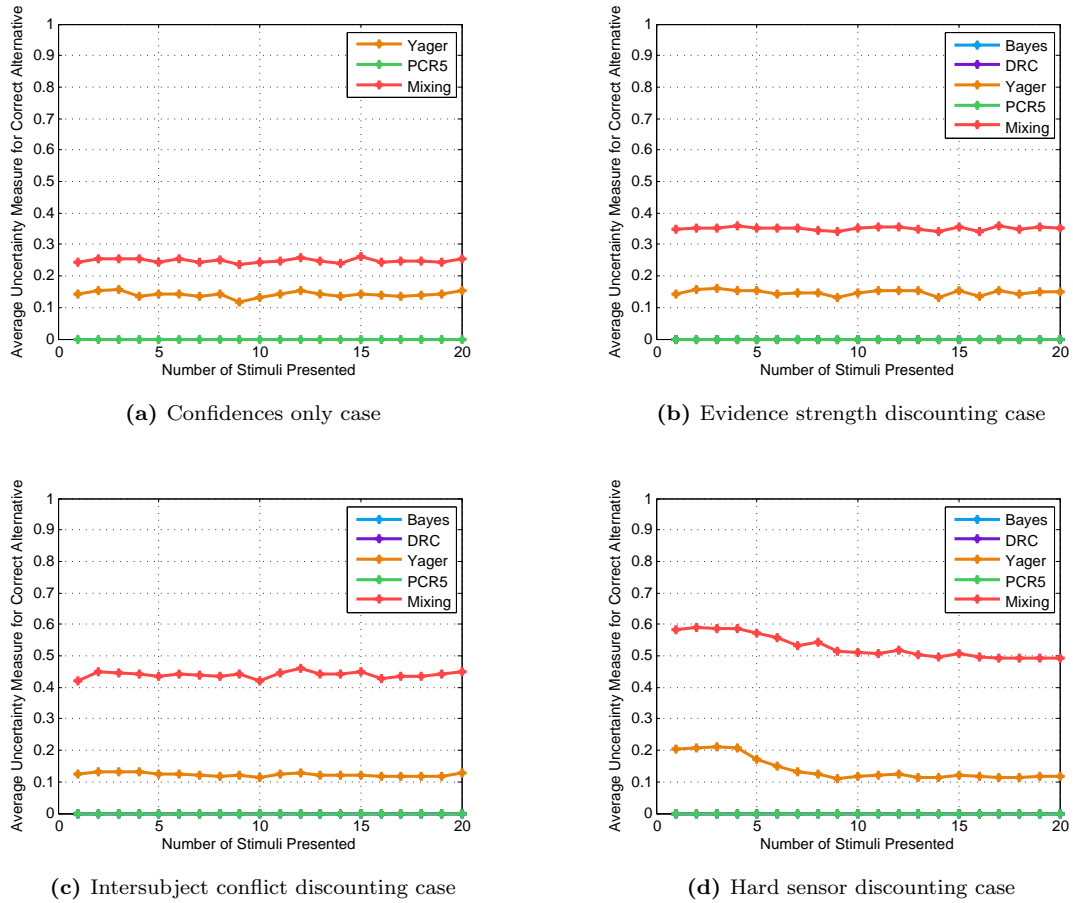 Average Uncertainty Measure for Correct Alternative
1
0.9
0.8
0.7
0.6
0.5
0.4
0.3
0.2
0.1
0
0 5 10 15 20
Number of Stimuli Presented
Yager
PCR5
Mixing
(a) Confidences only case
Average Uncertainty Measure for Correct Alternative
1
0.9
0.8
0.7
0.6
0.5
0.4
0.3
0.2
0.1
0
0 5 10 15 20
Number of Stimuli Presented
Bayes
DRC
Yager
PCR5
Mixing
(b) Evidence strength discounting case
Average Uncertainty Measure for Correct Alternative
1
0.9
0.8
0.7
0.6
0.5
0.4
0.3
0.2
0.1
0
0 5 10 15 20
Number of Stimuli Presented
Bayes
DRC
Yager
PCR5
Mixing
(c) Intersubject conflict discounting case
Average Uncertainty Measure for Correct Alternative
1
0.9
0.8
0.7
0.6
0.5
0.4
0.3
0.2
0.1
0
0 5 10 15 20
Number of Stimuli Presented
Bayes
DRC
Yager
PCR5
Mixing
(d) Hard sensor discounting case